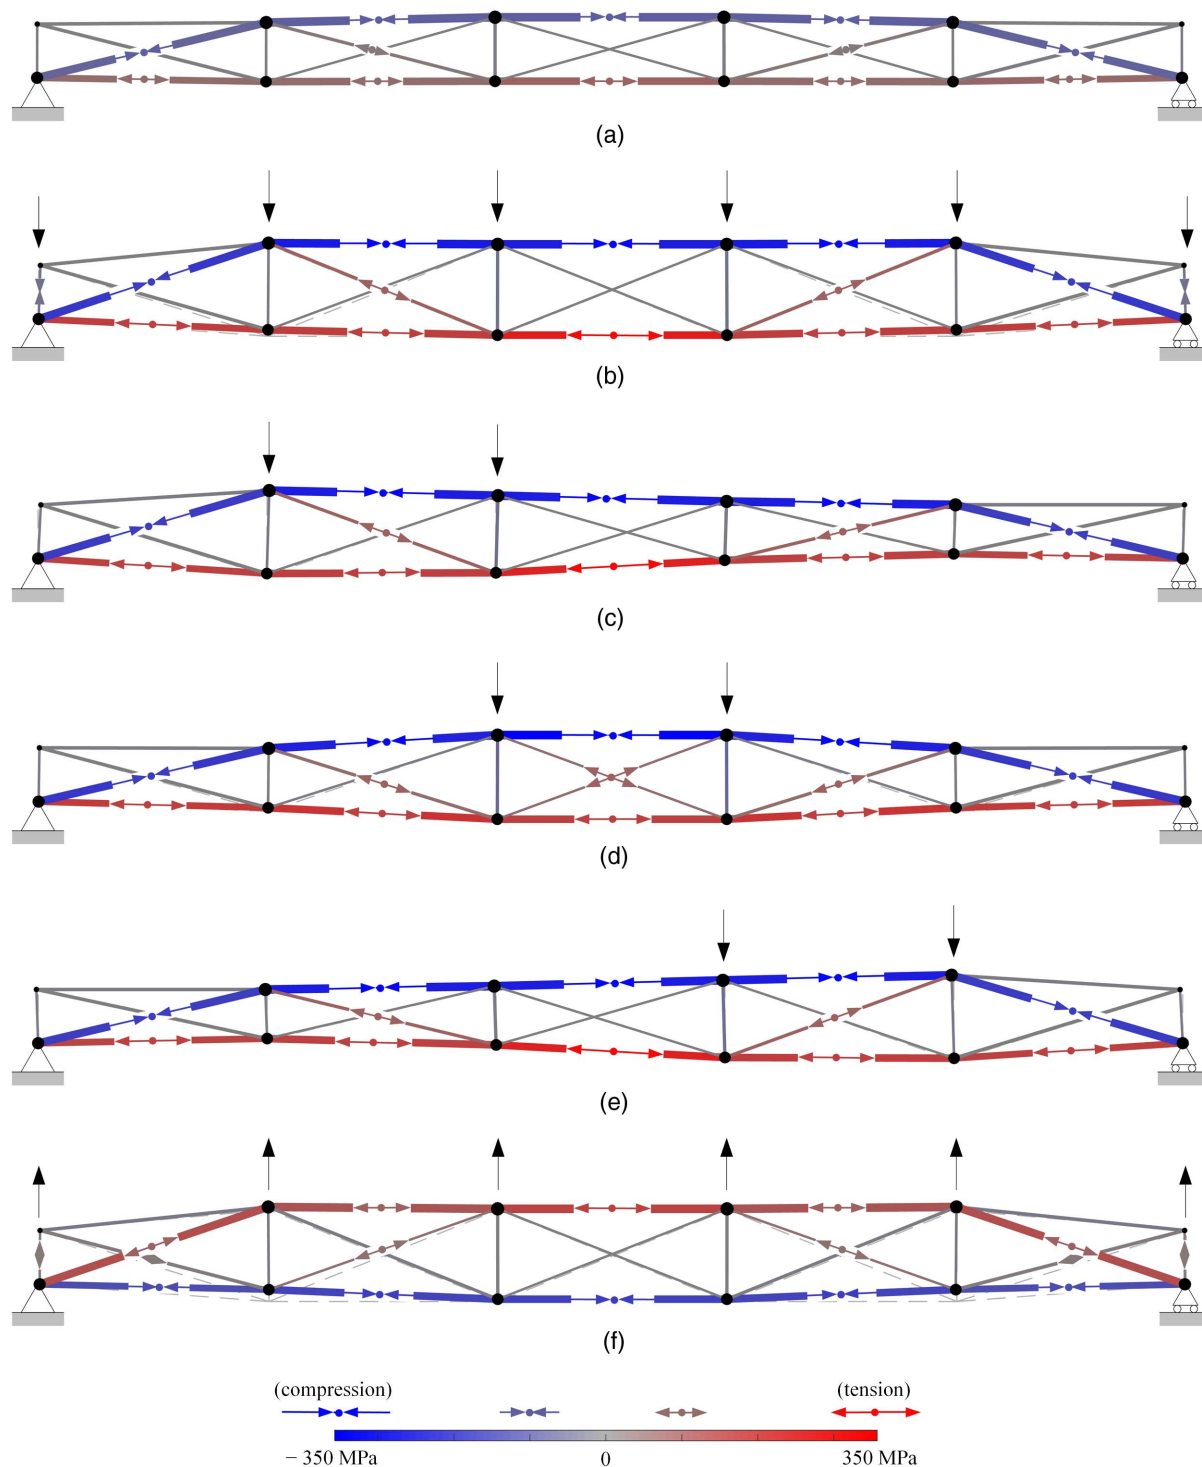 (a)
(b)
(c)
(d)
(e)
(f)
(compression) (tension)
− 350 MPa 0 350 MPa